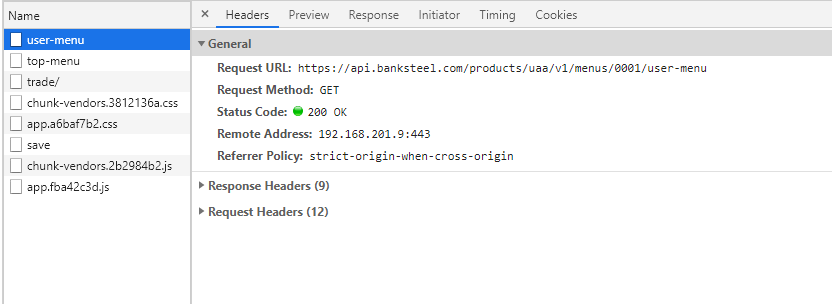 Name
user-menu
top-menu
trade/
chunk-vendors.3812136a.css
app.a6baf7b2.css
save
chunk-vendors.2b2984b2.js
app.fba42c3d.js
× Headers Preview Response Initiator Timing Cookies
General
Request URL: https://api.banksteel.com/products/uaa/v1/menus/0001/user-menu
Request Method: GET
Status Code: 200 OK
Remote Address: 192.168.201.9:443
Referrer Policy: strict-origin-when-cross-origin
Response Headers (9)
Request Headers (12)